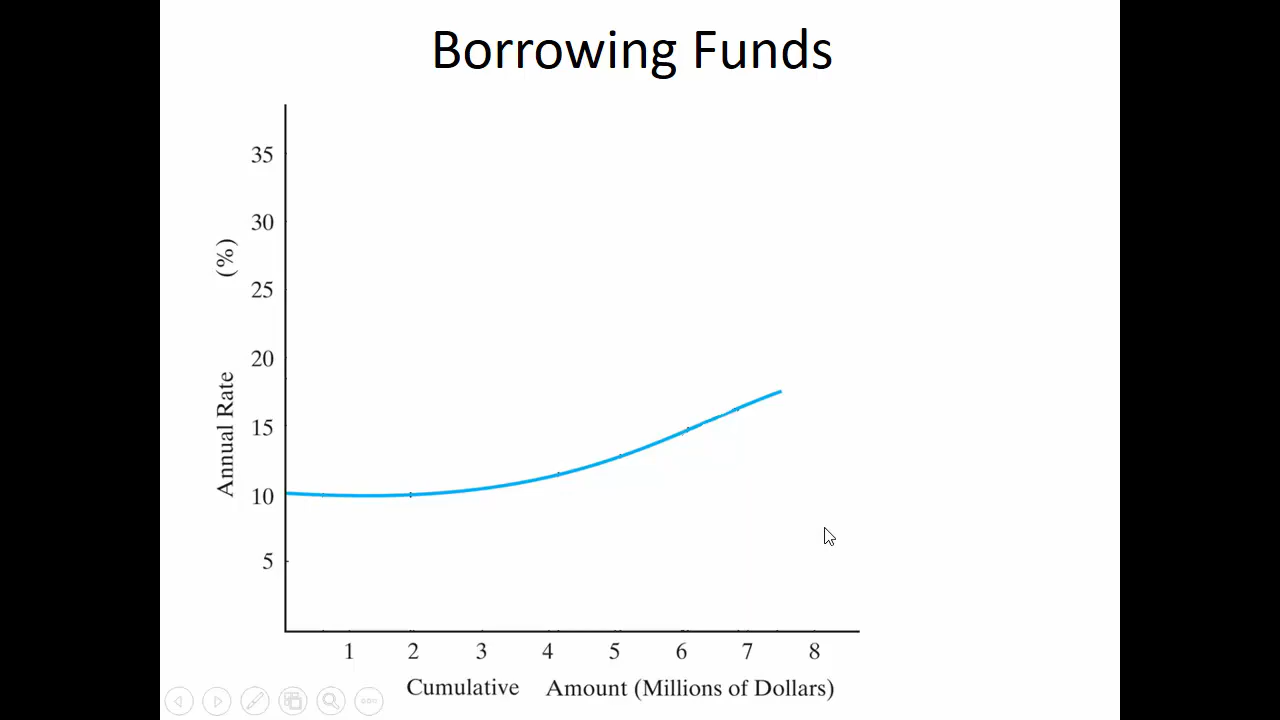 Borrowing Funds
35
30
(%)
25
20
Annual Rate
15
10
5
1 2 3 4 5 6 7 8
Cumulative Amount (Millions of Dollars)